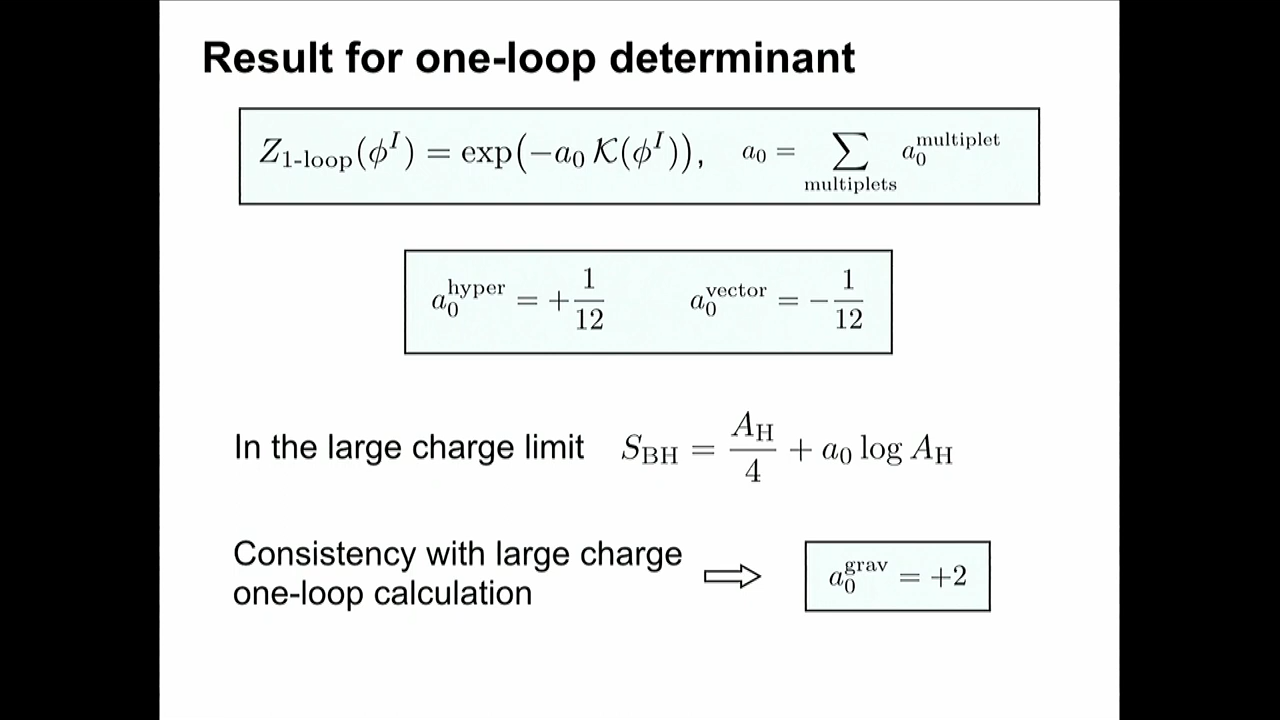 Result for one-loop determinant
Z_{1-loop}(φ^I) = exp(−a_0 𝒦(φ^I)), a_0 = ∑_{multiplets} a_0^{multiplet}
a_0^{hyper} = +1/12 a_0^{vector} = −1/12
In the large charge limit S_{BH} = A_H/4 + a_0 log A_H
Consistency with large charge
one-loop calculation ⇒ a_0^{grav} = +2